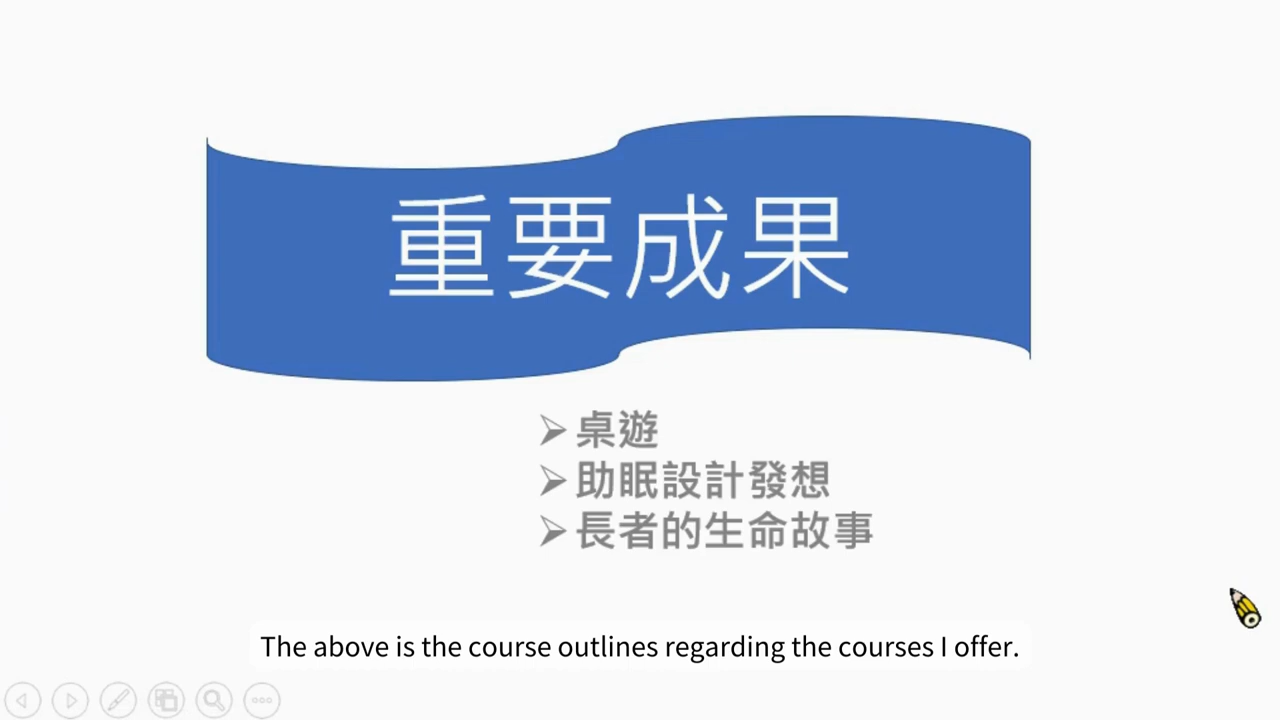 重要成果
桌遊
助眠設計發想
長者的生命故事
The above is the course outlines regarding the courses I offer.